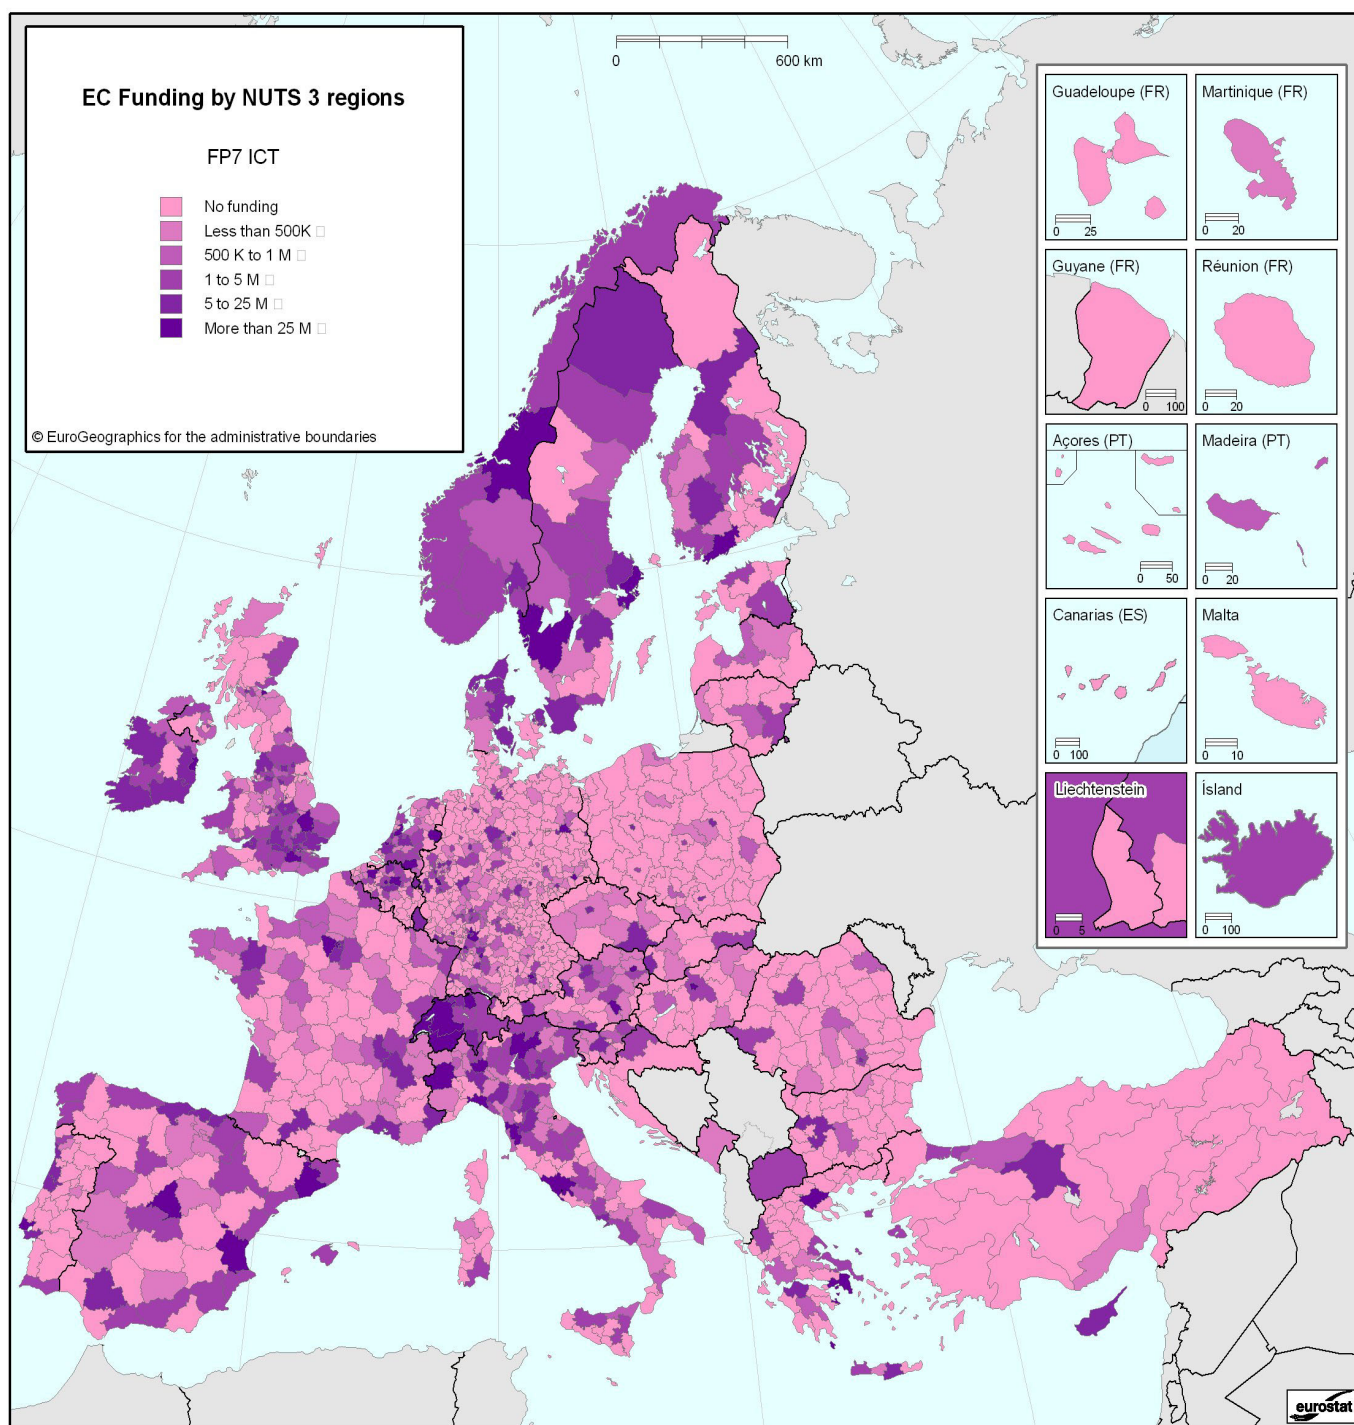 EC Funding by NUTS 3 regions
FP7 ICT
No funding
Less than 500K □
500 K to 1 M □
1 to 5 M □
5 to 25 M □
More than 25 M □
© EuroGeographics for the administrative boundaries
0 600 km
Guadeloupe (FR)
0 25
Martinique (FR)
0 20
Guyane (FR)
0 100
Réunion (FR)
0 20
Açores (PT)
0 50
Madeira (PT)
0 20
Canarias (ES)
0 100
Malta
0 10
Liechtenstein
0 5
Ísland
0 100
eurostat